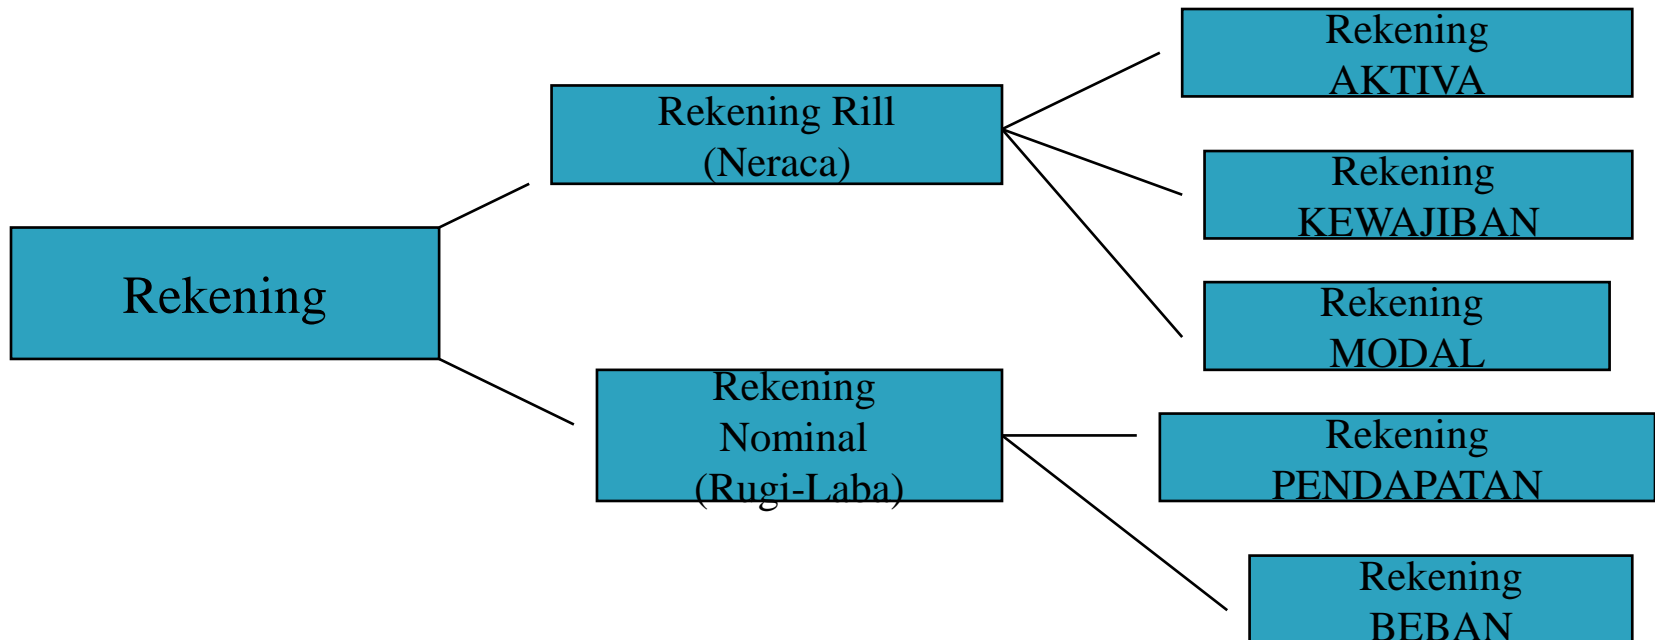 Rekening
Rekening Rill
(Neraca)
Rekening
Nominal
(Rugi-Laba)
Rekening
AKTIVA
Rekening
KEWAJIBAN
Rekening
MODAL
Rekening
PENDAPATAN
Rekening
BEBAN